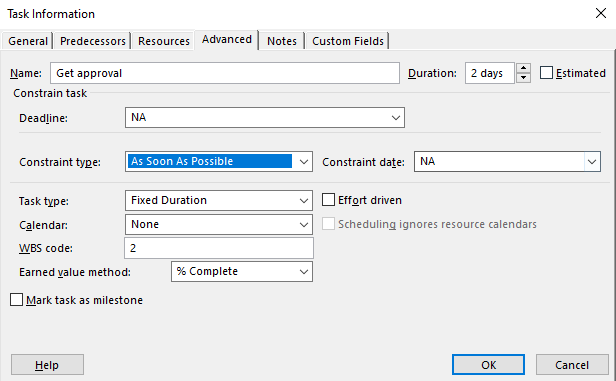 Task Information
General Predecessors Resources Advanced Notes Custom Fields
Name: Get approval Duration: 2 days Estimated
Constrain task
Deadline: NA
Constraint type: As Soon As Possible Constraint date: NA
Task type: Fixed Duration Effort driven
Calendar: None Scheduling ignores resource calendars
WBS code: 2
Earned value method: % Complete
Mark task as milestone
Help OK Cancel